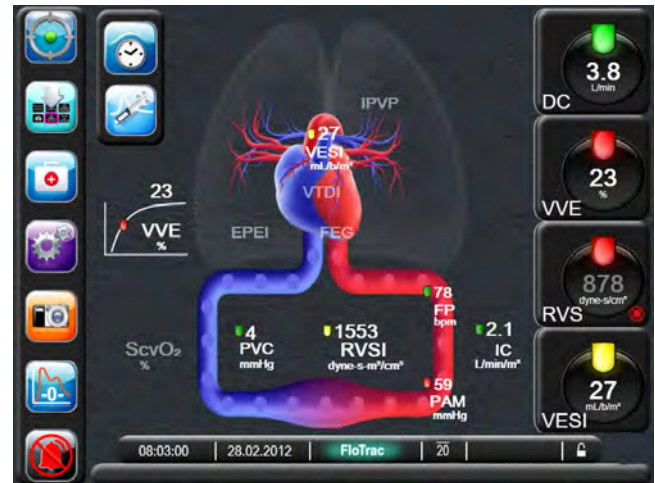 IPVP
27
VESI
mL/b/m²
VTDI
23
VVE
%
EPEI
FEG
78
FP
bpm
4
PVC
mmHg
1553
RVSI
dyne-s-m²/cm⁵
2.1
IC
L/min/m²
ScvO₂
%
59
PAM
mmHg
3.8
L/min
DC
23
%
VVE
878
dyne-s/cm⁵
RVS
27
mL/b/m²
VESI
-0-
08:03:00
28.02.2012
FloTrac
20